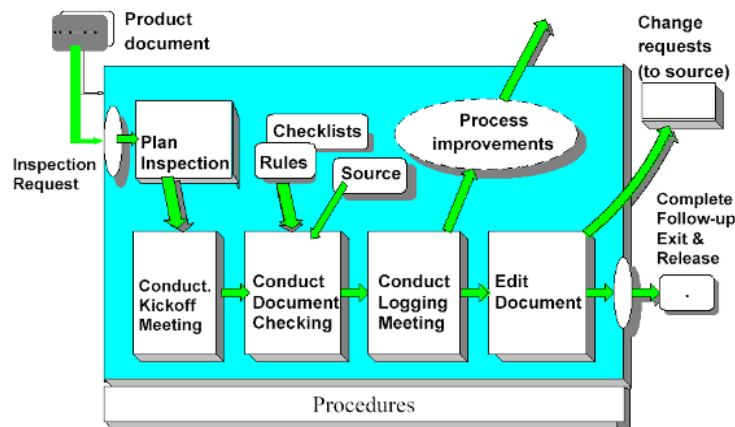 Product
document
Change
requests
(to source)
Plan
Inspection
Checklists
Rules
Source
Process
improvements
Inspection
Request
Complete
Follow-up
Exit &
Release
Conduct.
Kickoff
Meeting
Conduct
Document
Checking
Conduct
Logging
Meeting
Edit
Document
Procedures